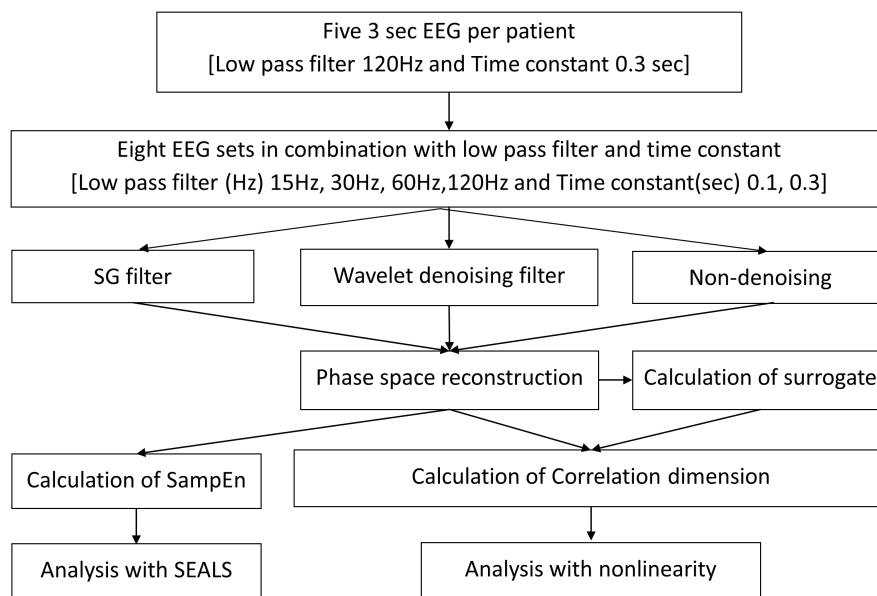 Five 3 sec EEG per patient
[Low pass filter 120Hz and Time constant 0.3 sec]
Eight EEG sets in combination with low pass filter and time constant
[Low pass filter (Hz) 15Hz, 30Hz, 60Hz,120Hz and Time constant(sec) 0.1, 0.3]
SG filter
Wavelet denoising filter
Non-denoising
Phase space reconstruction
Calculation of surrogate
Calculation of SampEn
Calculation of Correlation dimension
Analysis with SEALS
Analysis with nonlinearity